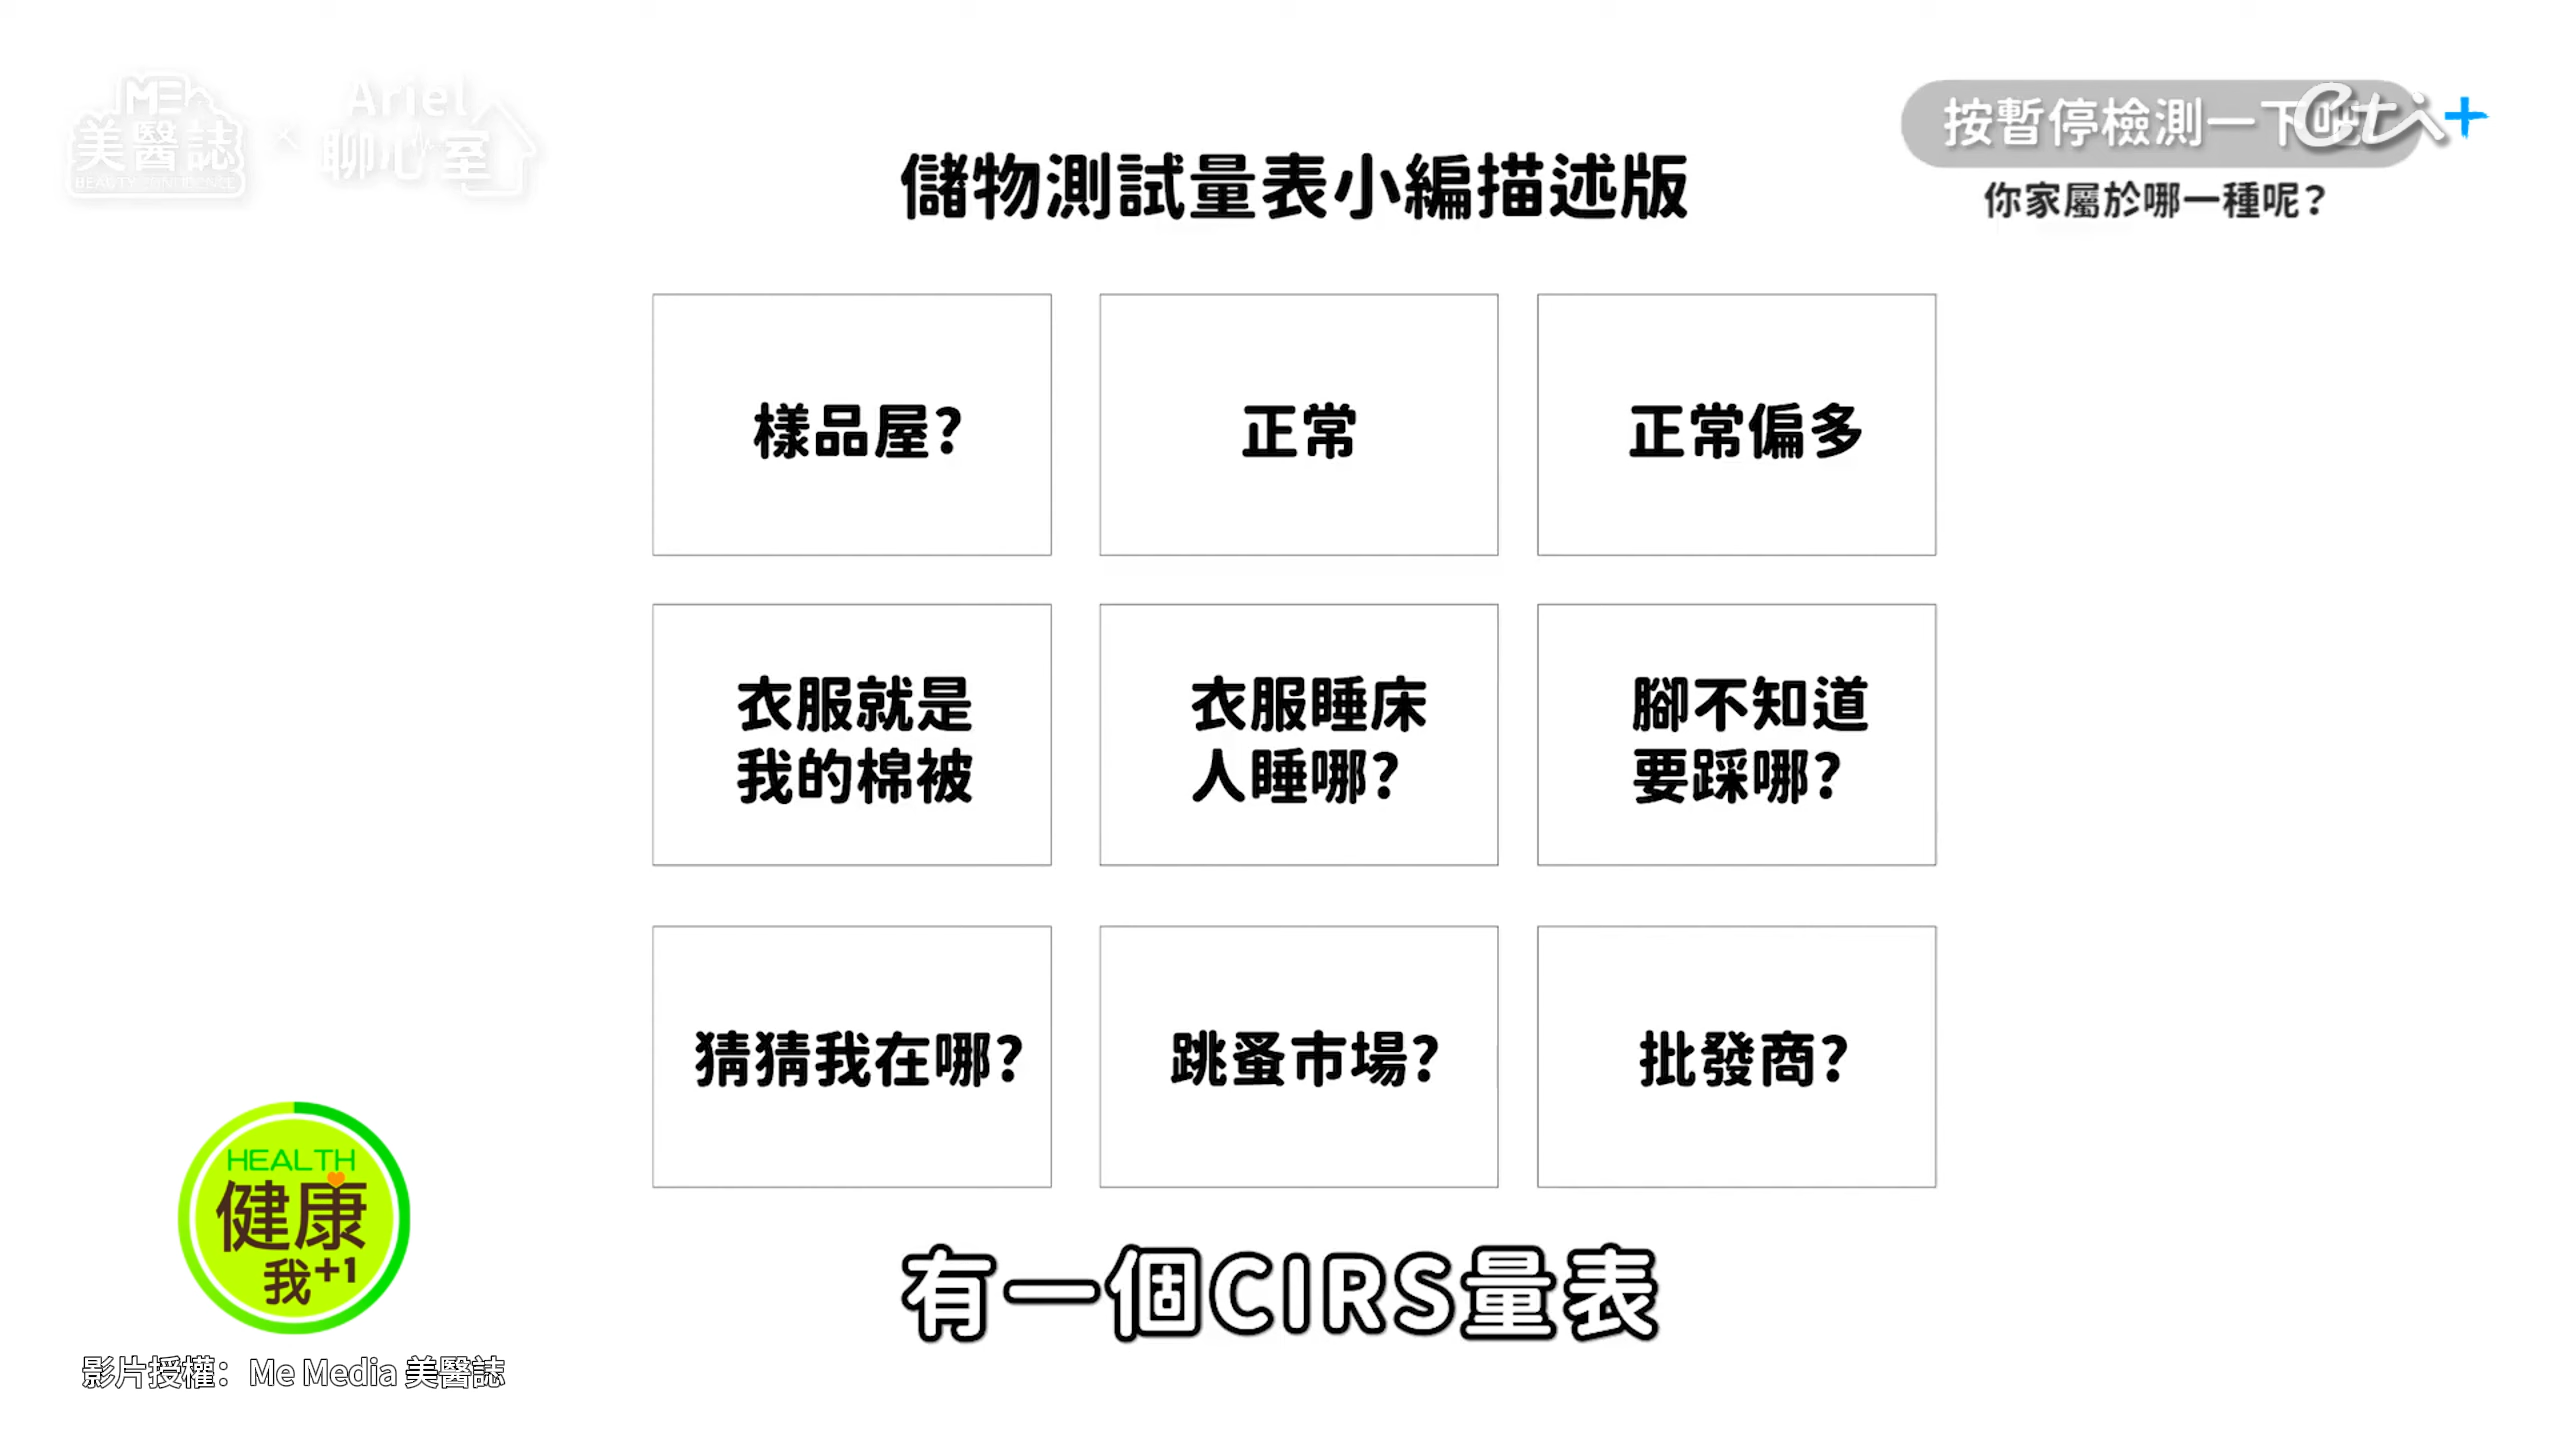 ME
美醫誌
BEAUTY CONFIDENCE
×
Ariel
聊心室
按暫停檢測一下
cti+
你家屬於哪一種呢?
儲物測試量表小編描述版
樣品屋?
正常
正常偏多
衣服就是
我的棉被
衣服睡床
人睡哪?
腳不知道
要踩哪?
猜猜我在哪?
跳蚤市場?
批發商?
HEALTH
健康
我+1
有一個CIRS量表
影片授權：Me Media 美醫誌